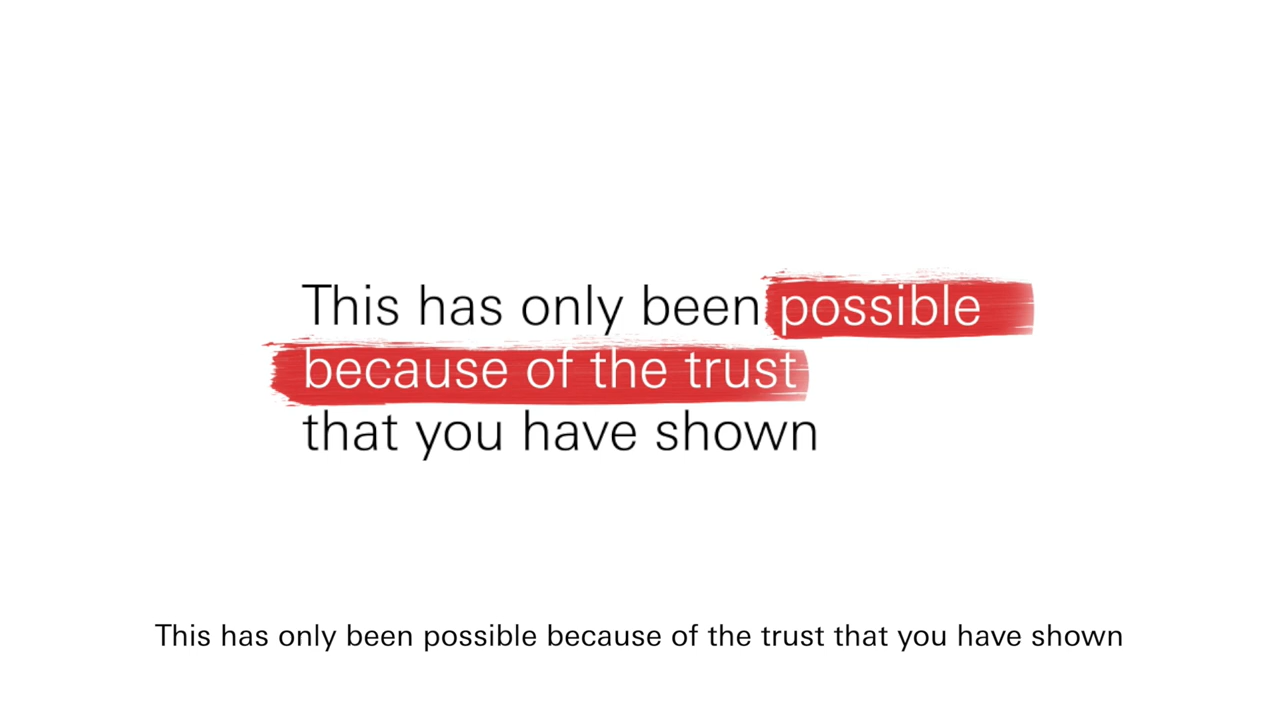 This has only been possible
because of the trust
that you have shown
This has only been possible because of the trust that you have shown